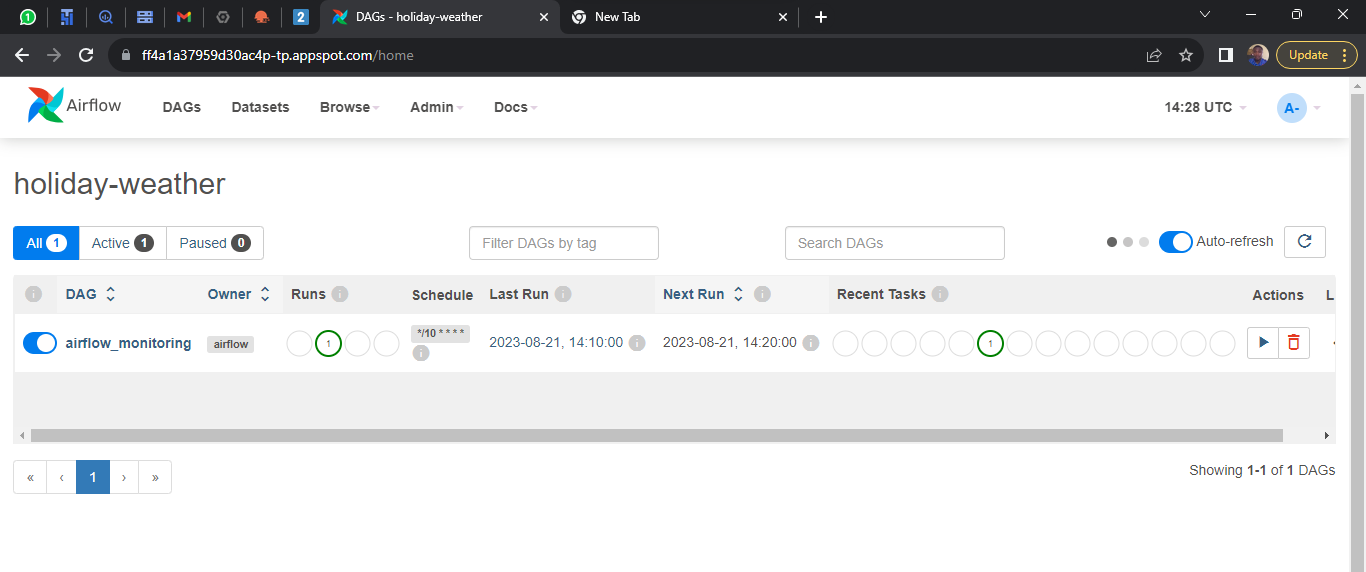 1
2
DAGs - holiday-weather
New Tab
ff4a1a37959d30ac4p-tp.appspot.com/home
Update
Airflow
DAGs
Datasets
Browse
Admin
Docs
14:28 UTC
A-
holiday-weather
All 1
Active 1
Paused 0
Filter DAGs by tag
Search DAGs
Auto-refresh
DAG Owner Runs Schedule Last Run Next Run Recent Tasks Actions L
airflow_monitoring airflow 1 */10 * * * * 2023-08-21, 14:10:00 2023-08-21, 14:20:00 1
« ‹ 1 › »
Showing 1-1 of 1 DAGs